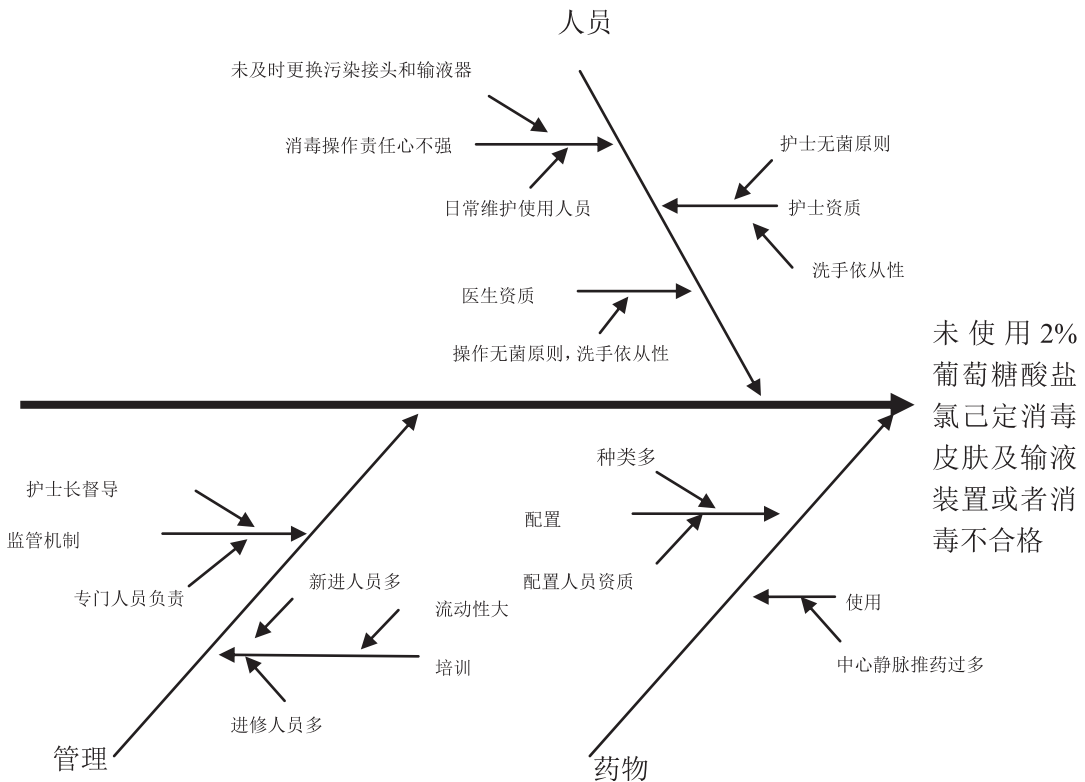 人员
未及时更换污染接头和输液器
消毒操作责任心不强
日常维护使用人员
护士无菌原则
护士资质
洗手依从性
医生资质
操作无菌原则，洗手依从性
未使用2%
葡萄糖酸盐
氯己定消毒
皮肤及输液
装置或者消
毒不合格
护士长督导
监管机制
专门人员负责
新进人员多
流动性大
培训
进修人员多
管理
种类多
配置
配置人员资质
使用
中心静脉推药过多
药物